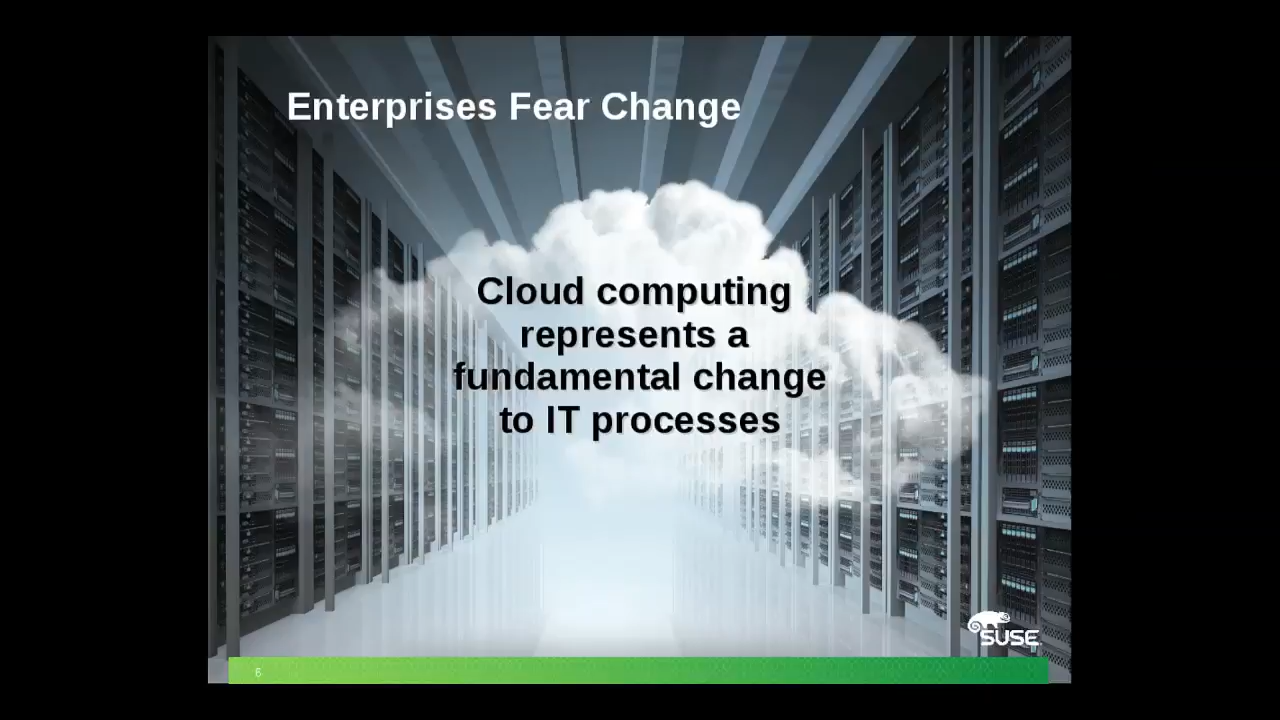 Enterprises Fear Change
Cloud computing
represents a
fundamental change
to IT processes
SUSE
6